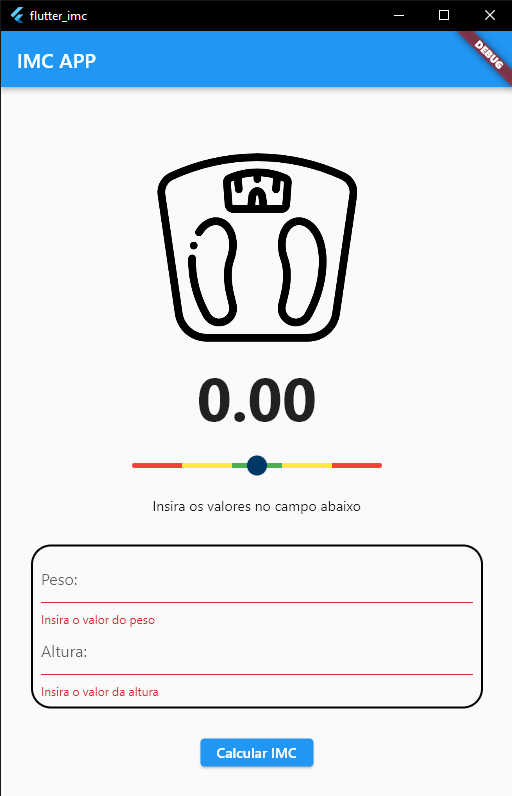 flutter_imc
IMC APP
DEBUG
0.00
Insira os valores no campo abaixo
Peso:
Insira o valor do peso
Altura:
Insira o valor da altura
Calcular IMC